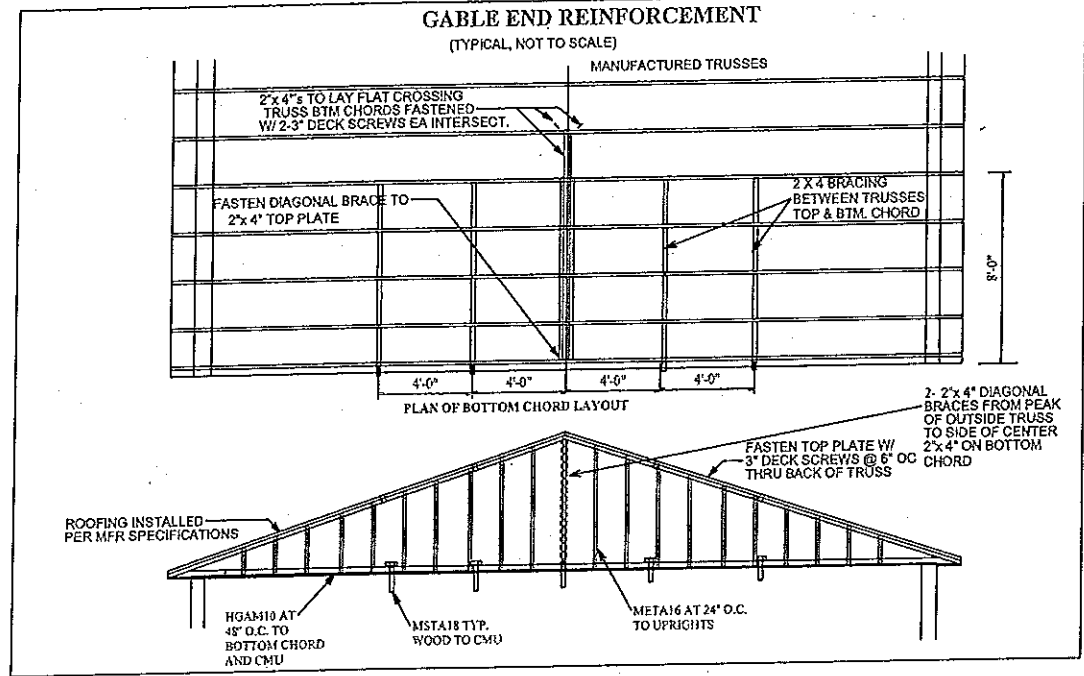 GABLE END REINFORCEMENT
(TYPICAL, NOT TO SCALE)
MANUFACTURED TRUSSES
2"x 4"'s TO LAY FLAT CROSSING
TRUSS BTM CHORDS FASTENED
W/ 2-3" DECK SCREWS EA INTERSECT.
FASTEN DIAGONAL BRACE TO
2"x 4" TOP PLATE
2 X 4 BRACING
BETWEEN TRUSSES
TOP & BTM. CHORD
8'-0"
4'-0" 4'-0" 4'-0" 4'-0"
PLAN OF BOTTOM CHORD LAYOUT
2- 2"x 4" DIAGONAL
BRACES FROM PEAK
OF OUTSIDE TRUSS
TO SIDE OF CENTER
2"x 4" ON BOTTOM
CHORD
FASTEN TOP PLATE W/
3" DECK SCREWS @ 6" OC
THRU BACK OF TRUSS
ROOFING INSTALLED
PER MFR SPECIFICATIONS
HGAM10 AT
48" O.C. TO
BOTTOM CHORD
AND CMU
MSTA18 TYP.
WOOD TO CMU
META16 AT 24" O.C.
TO UPRIGHTS